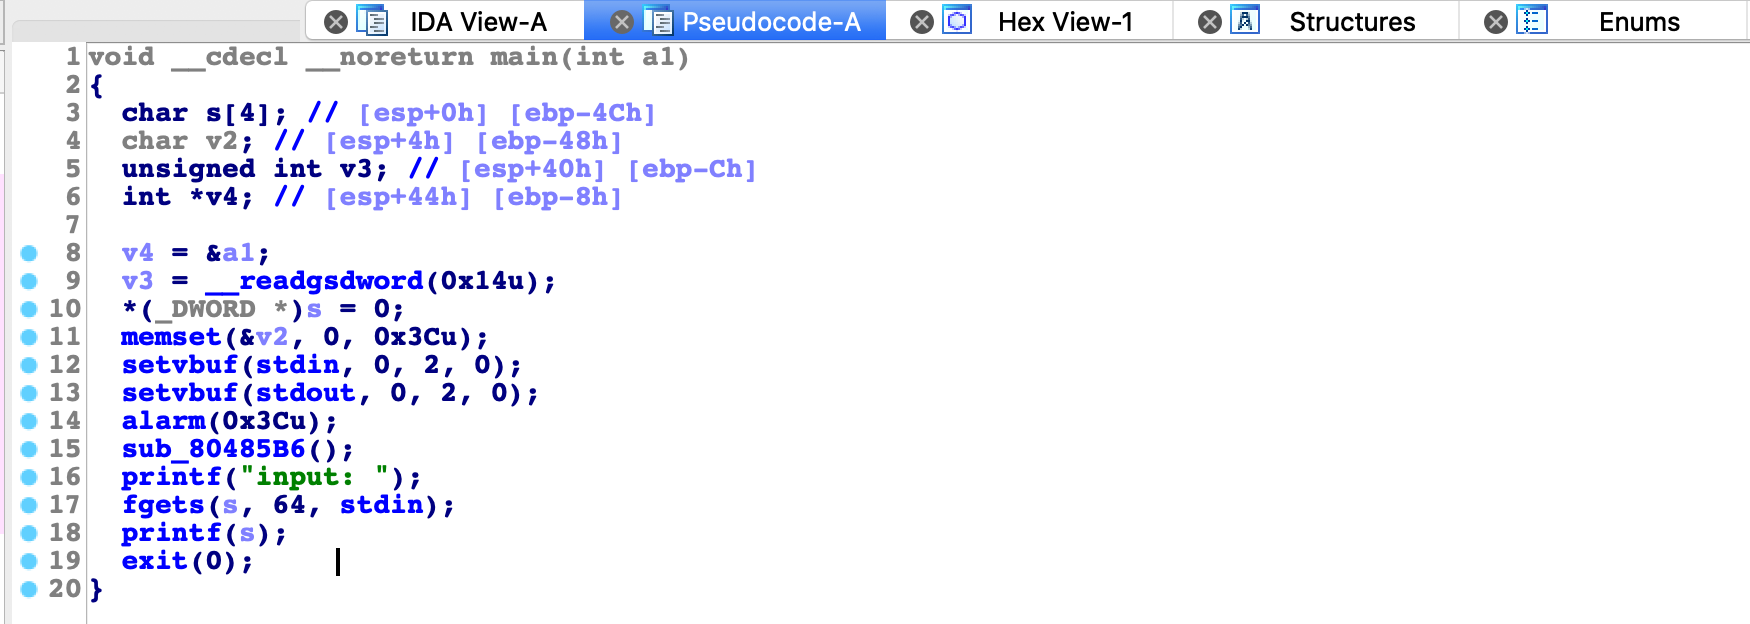 IDA View-A Pseudocode-A Hex View-1 Structures Enums
1 void __cdecl __noreturn main(int a1)
2 {
3 char s[4]; // [esp+0h] [ebp-4Ch]
4 char v2; // [esp+4h] [ebp-48h]
5 unsigned int v3; // [esp+40h] [ebp-Ch]
6 int *v4; // [esp+44h] [ebp-8h]
7
8 v4 = &a1;
9 v3 = __readgsdword(0x14u);
10 *(_DWORD *)s = 0;
11 memset(&v2, 0, 0x3Cu);
12 setvbuf(stdin, 0, 2, 0);
13 setvbuf(stdout, 0, 2, 0);
14 alarm(0x3Cu);
15 sub_80485B6();
16 printf("input: ");
17 fgets(s, 64, stdin);
18 printf(s);
19 exit(0);
20 }